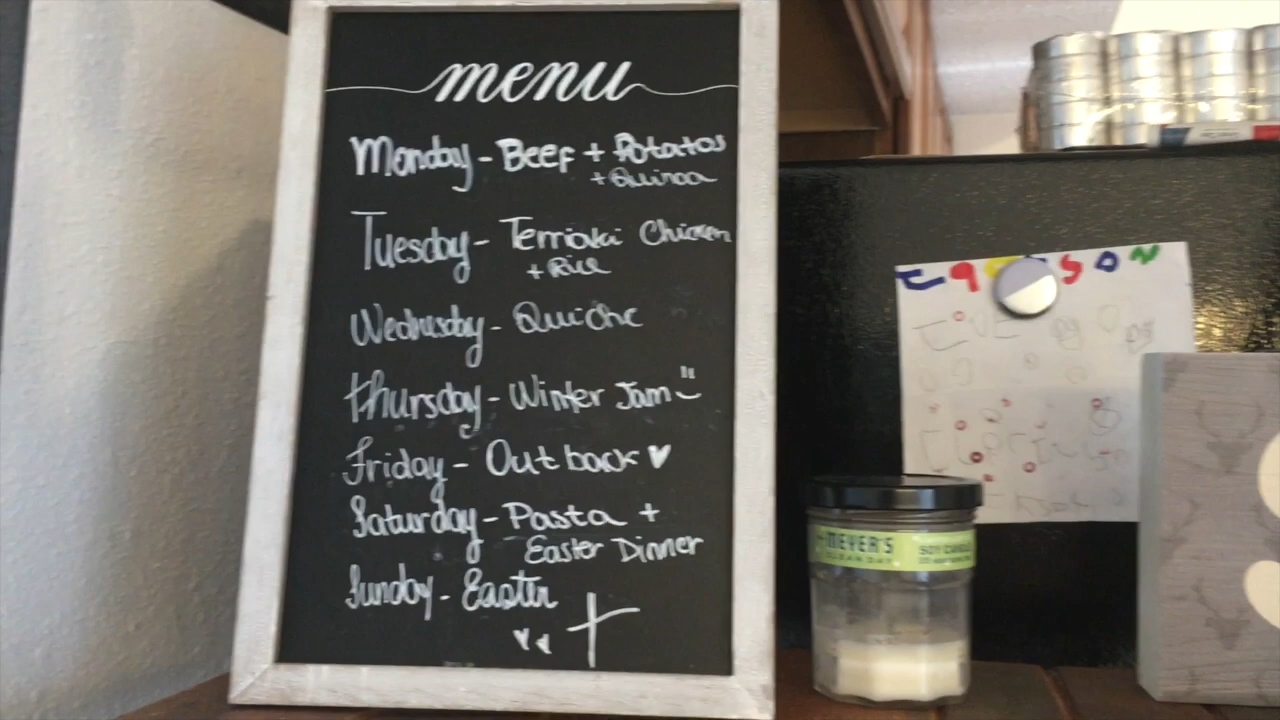 menu
Monday - Beef + Potatos
+ Quinoa
Tuesday - Terriaki Chicken
+ Rice
Wednesday - Quiche
Thursday - Winter Jam
Friday - Outback
Saturday - Pasta +
Easter Dinner
Sunday - Easter
MEYER'S
CLEAN DAY
SOY CANDLE